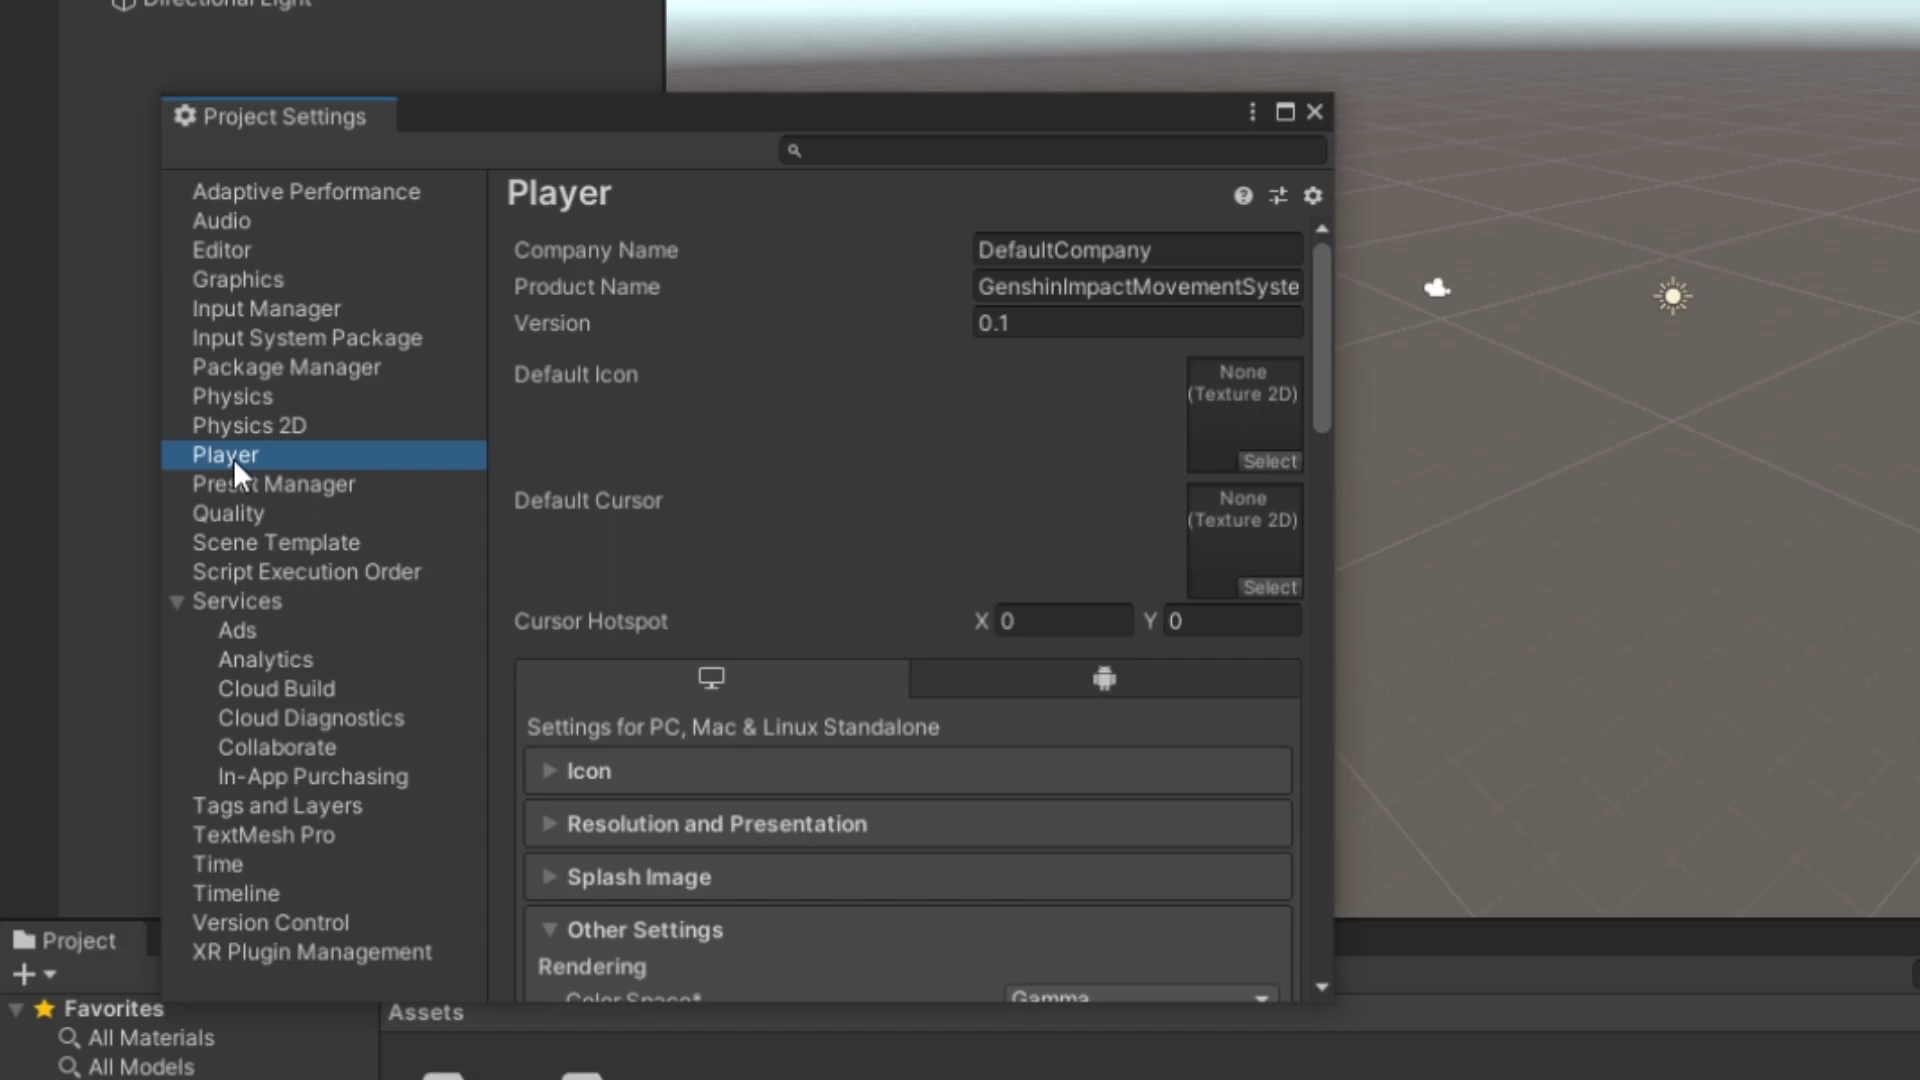 Directional Light
Project Settings
Adaptive Performance
Audio
Editor
Graphics
Input Manager
Input System Package
Package Manager
Physics
Physics 2D
Player
Preset Manager
Quality
Scene Template
Script Execution Order
Services
Ads
Analytics
Cloud Build
Cloud Diagnostics
Collaborate
In-App Purchasing
Tags and Layers
TextMesh Pro
Time
Timeline
Version Control
XR Plugin Management
Player
Company Name DefaultCompany
Product Name GenshinImpactMovementSyste
Version 0.1
Default Icon
None
(Texture 2D)
Select
Default Cursor
None
(Texture 2D)
Select
Cursor Hotspot X 0 Y 0
Settings for PC, Mac & Linux Standalone
Icon
Resolution and Presentation
Splash Image
Other Settings
Rendering
Color Space* Gamma
Project
Favorites
All Materials
All Models
Assets